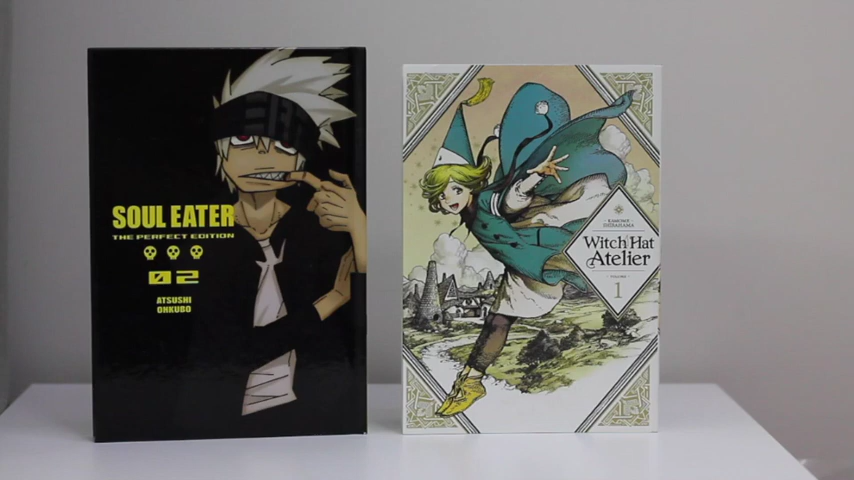 SOUL EATER
THE PERFECT EDITION
02
ATSUSHI
OHKUBO
KAMOME
SHIRAHAMA
Witch Hat
Atelier
VOLUME
1